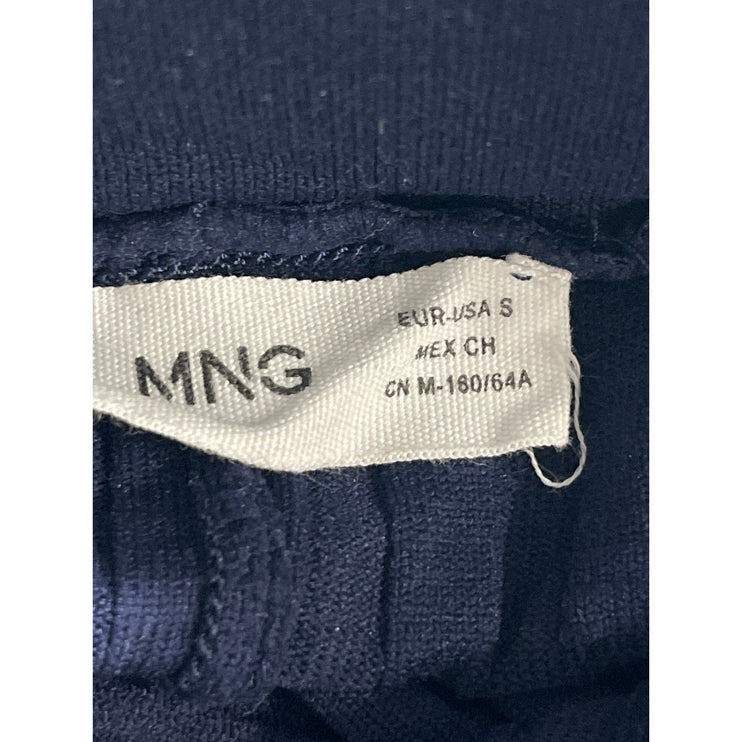 MNG
EUR-USA S
MEX CH
CN M-160/64A